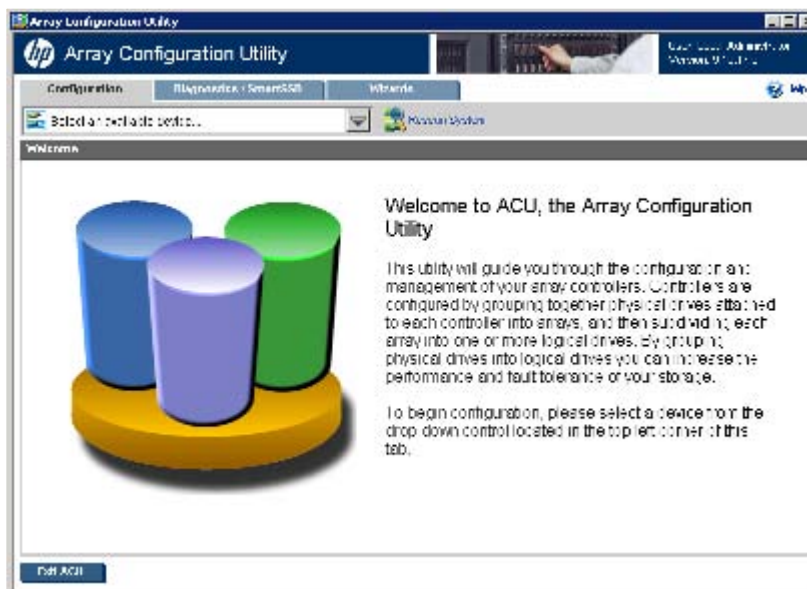 Array Configuration Utility
hp Array Configuration Utility
Configuration Diagnostics / SmartSSD Wizards
Select an available device... Rescan System
Welcome
Welcome to ACU, the Array Configuration
Utility
This utility will guide you through the configuration and
management of your array controllers. Controllers are
configured by grouping together physical drives attached
to each controller into arrays, and then subdividing each
array into one or more logical drives. By grouping
physical drives into logical drives you can increase the
performance and fault tolerance of your storage.
To begin configuration, please select a device from the
drop down control located in the top left corner of this
tab.
Exit ACU